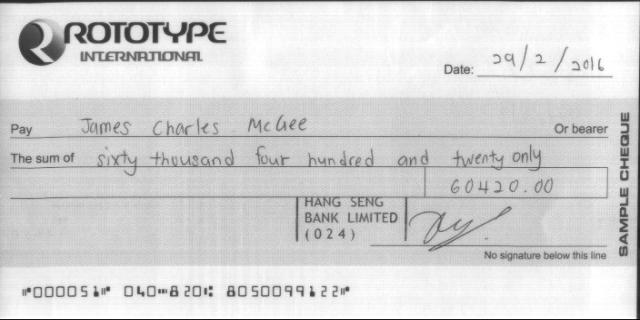 ROTOTYPE
INTERNATIONAL
Date: 29/2/2016
Pay James Charles McGee Or bearer
The sum of sixty thousand four hundred and twenty only
60420.00
HANG SENG
BANK LIMITED
(024)
No signature below this line
SAMPLE CHEQUE
⑈000051⑈ 040⑉820⑆ 8050099122⑈